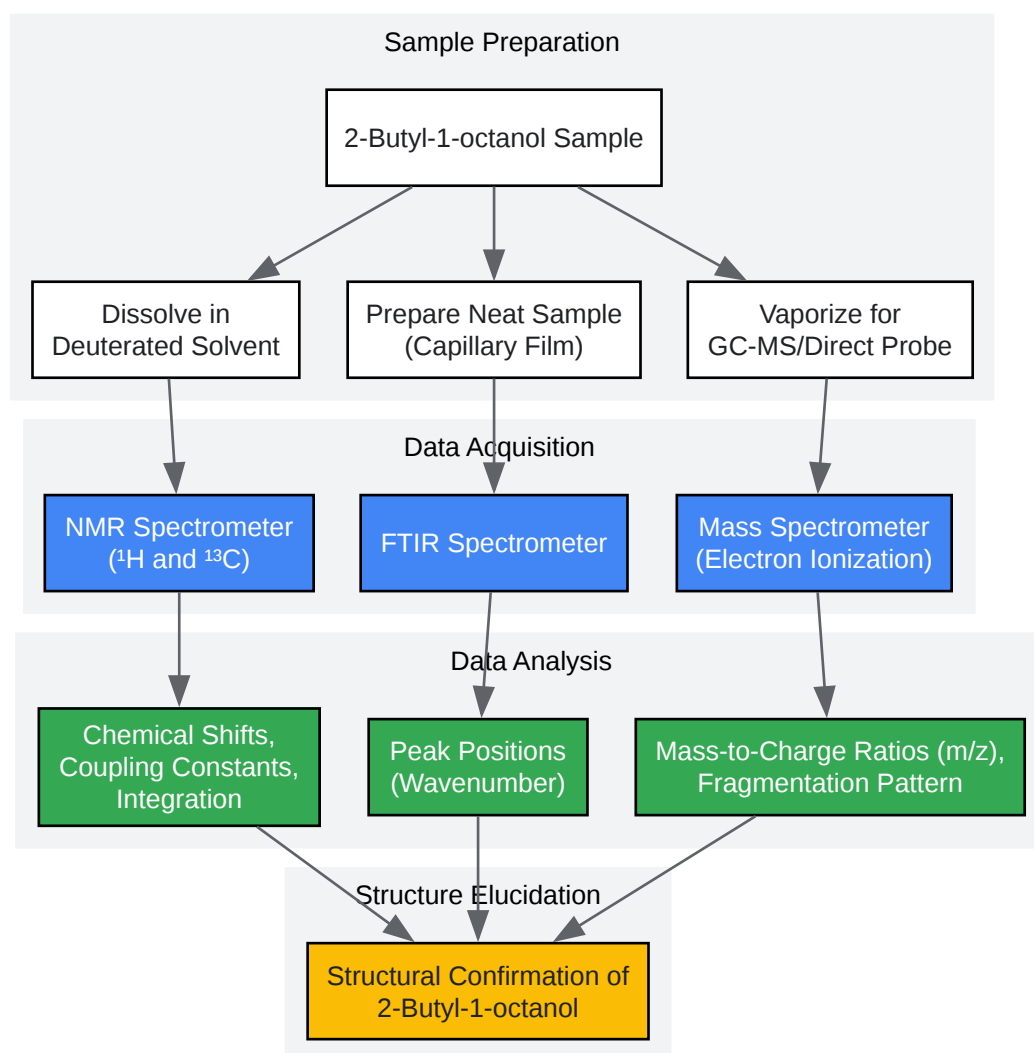 Sample Preparation
2-Butyl-1-octanol Sample
Dissolve in
Deuterated Solvent
Prepare Neat Sample
(Capillary Film)
Vaporize for
GC-MS/Direct Probe
Data Acquisition
NMR Spectrometer
(¹H and ¹³C)
FTIR Spectrometer
Mass Spectrometer
(Electron Ionization)
Data Analysis
Chemical Shifts,
Coupling Constants,
Integration
Peak Positions
(Wavenumber)
Mass-to-Charge Ratios (m/z),
Fragmentation Pattern
Structure Elucidation
Structural Confirmation of
2-Butyl-1-octanol